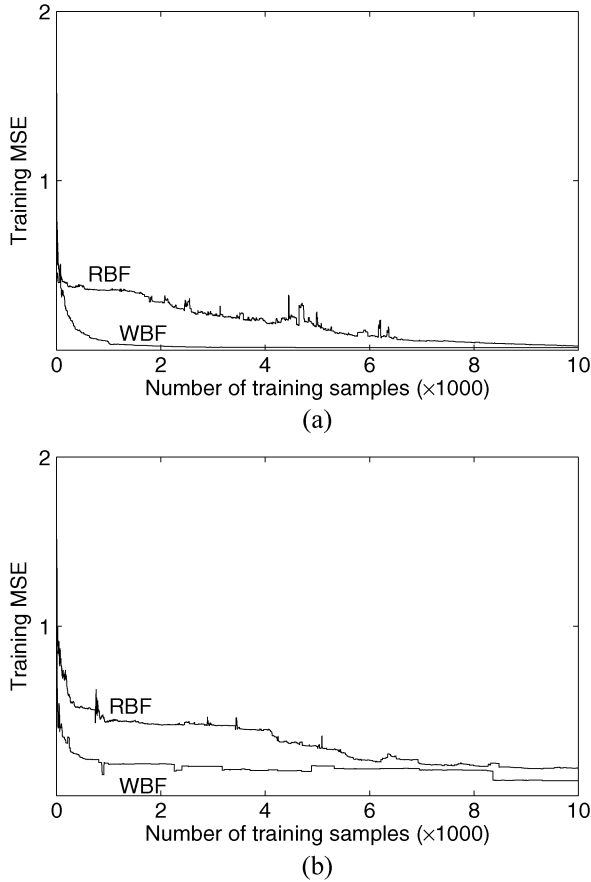 2
1
Training MSE
RBF
WBF
0 2 4 6 8 10
Number of training samples (×1000)
(a)
2
1
Training MSE
RBF
WBF
0 2 4 6 8 10
Number of training samples (×1000)
(b)